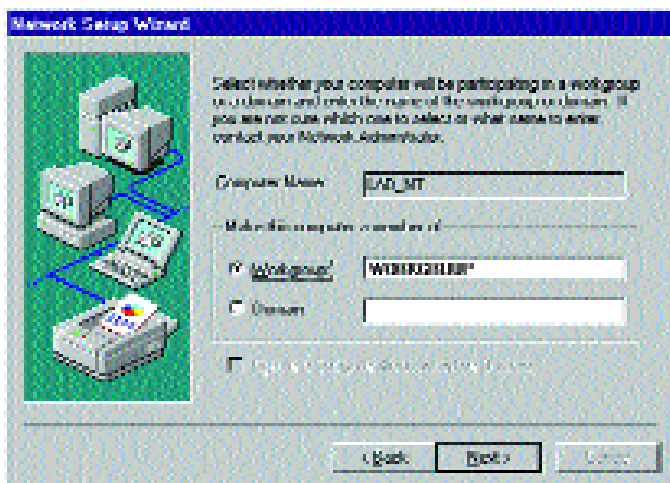 Network Setup Wizard
Select whether your computer will be participating in a workgroup
or a domain and enter the name of the workgroup or domain. If
you are not sure which one to select or what name to enter,
contact your Network Administrator.
Computer Name:
Make this computer a member of:
Workgroup:
WORKGROUP
Domain:
< Back
Next >
Cancel